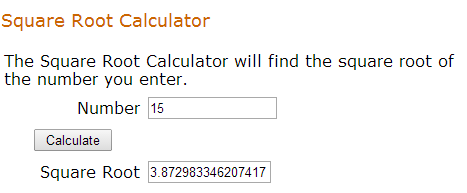 Square Root Calculator
The Square Root Calculator will find the square root of
the number you enter.
Number 15
Calculate
Square Root 3.872983346207417